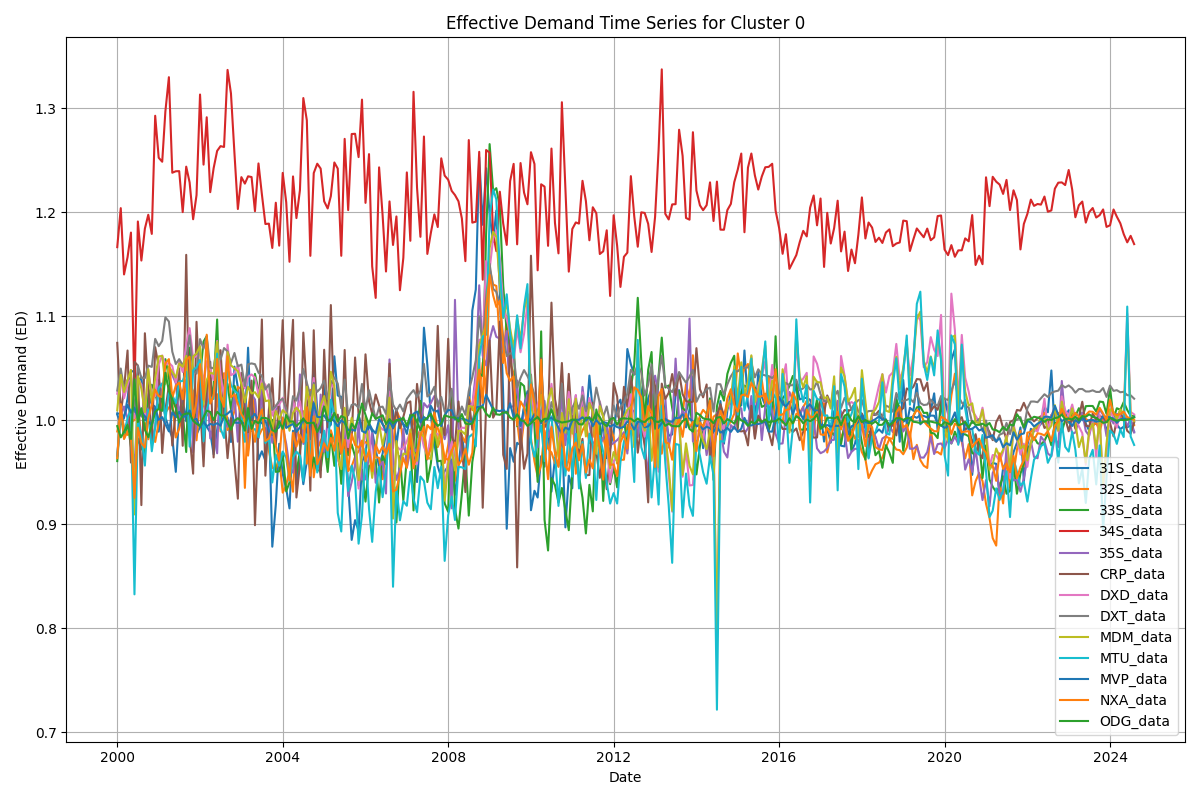 Effective Demand Time Series for Cluster 0
Effective Demand (ED)
1.3
1.2
1.1
1.0
0.9
0.8
0.7
31S_data
32S_data
33S_data
34S_data
35S_data
CRP_data
DXD_data
DXT_data
MDM_data
MTU_data
MVP_data
NXA_data
ODG_data
2000
2004
2008
2012
2016
2020
2024
Date